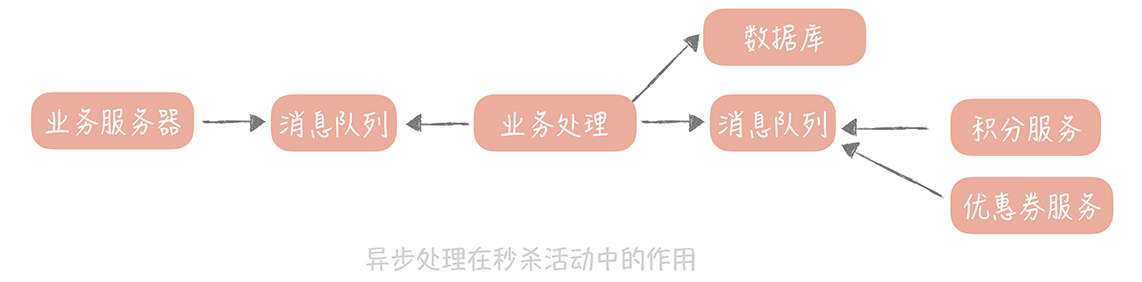 数据库
业务服务器
消息队列
业务处理
消息队列
积分服务
优惠券服务
异步处理在秒杀活动中的作用